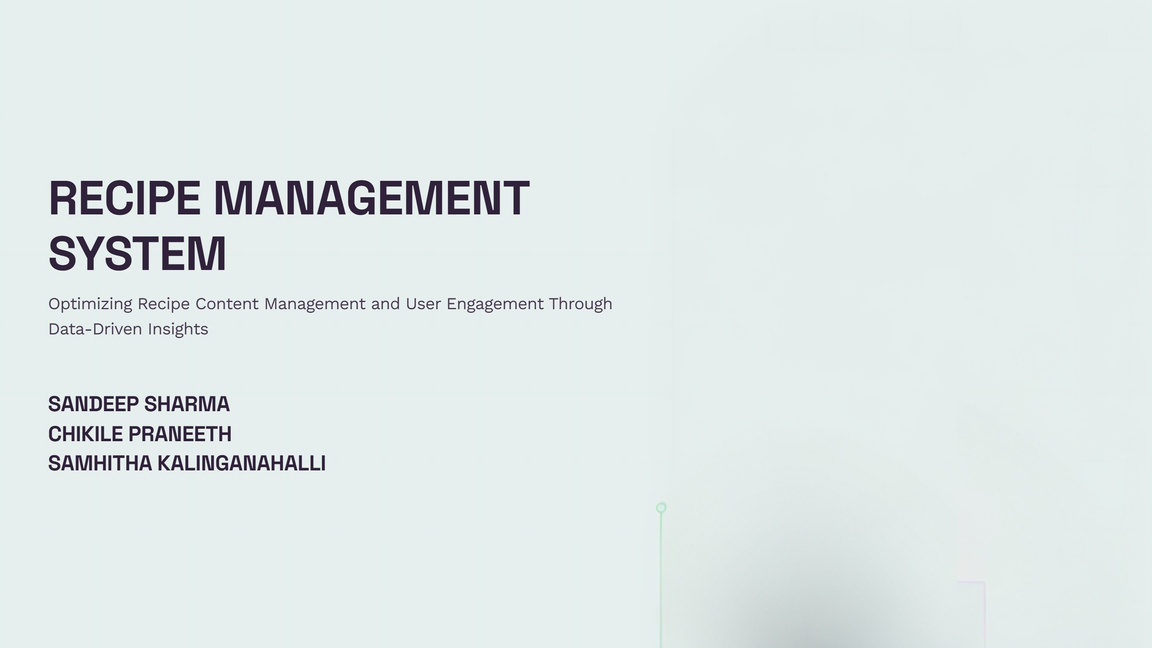 RECIPE MANAGEMENT
SYSTEM
Optimizing Recipe Content Management and User Engagement Through
Data-Driven Insights
SANDEEP SHARMA
CHIKILE PRANEETH
SAMHITHA KALINGANAHALLI